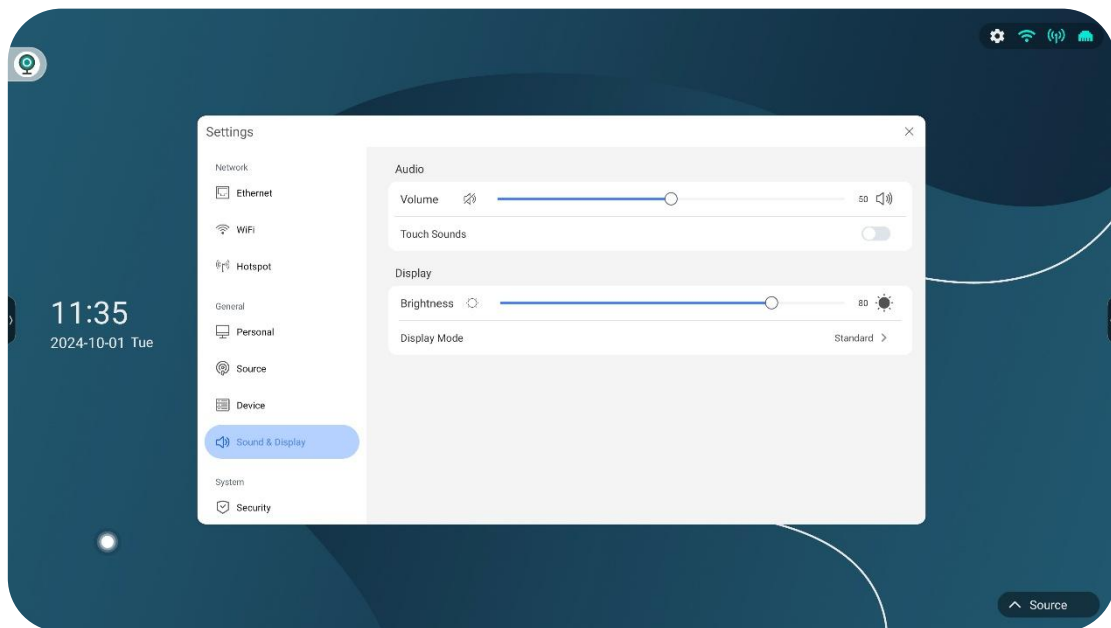 Settings
Network
Ethernet
WiFi
Hotspot
General
Personal
Source
Device
Sound & Display
System
Security
Audio
Volume 50
Touch Sounds
Display
Brightness 80
Display Mode Standard
11:35
2024-10-01 Tue
Source